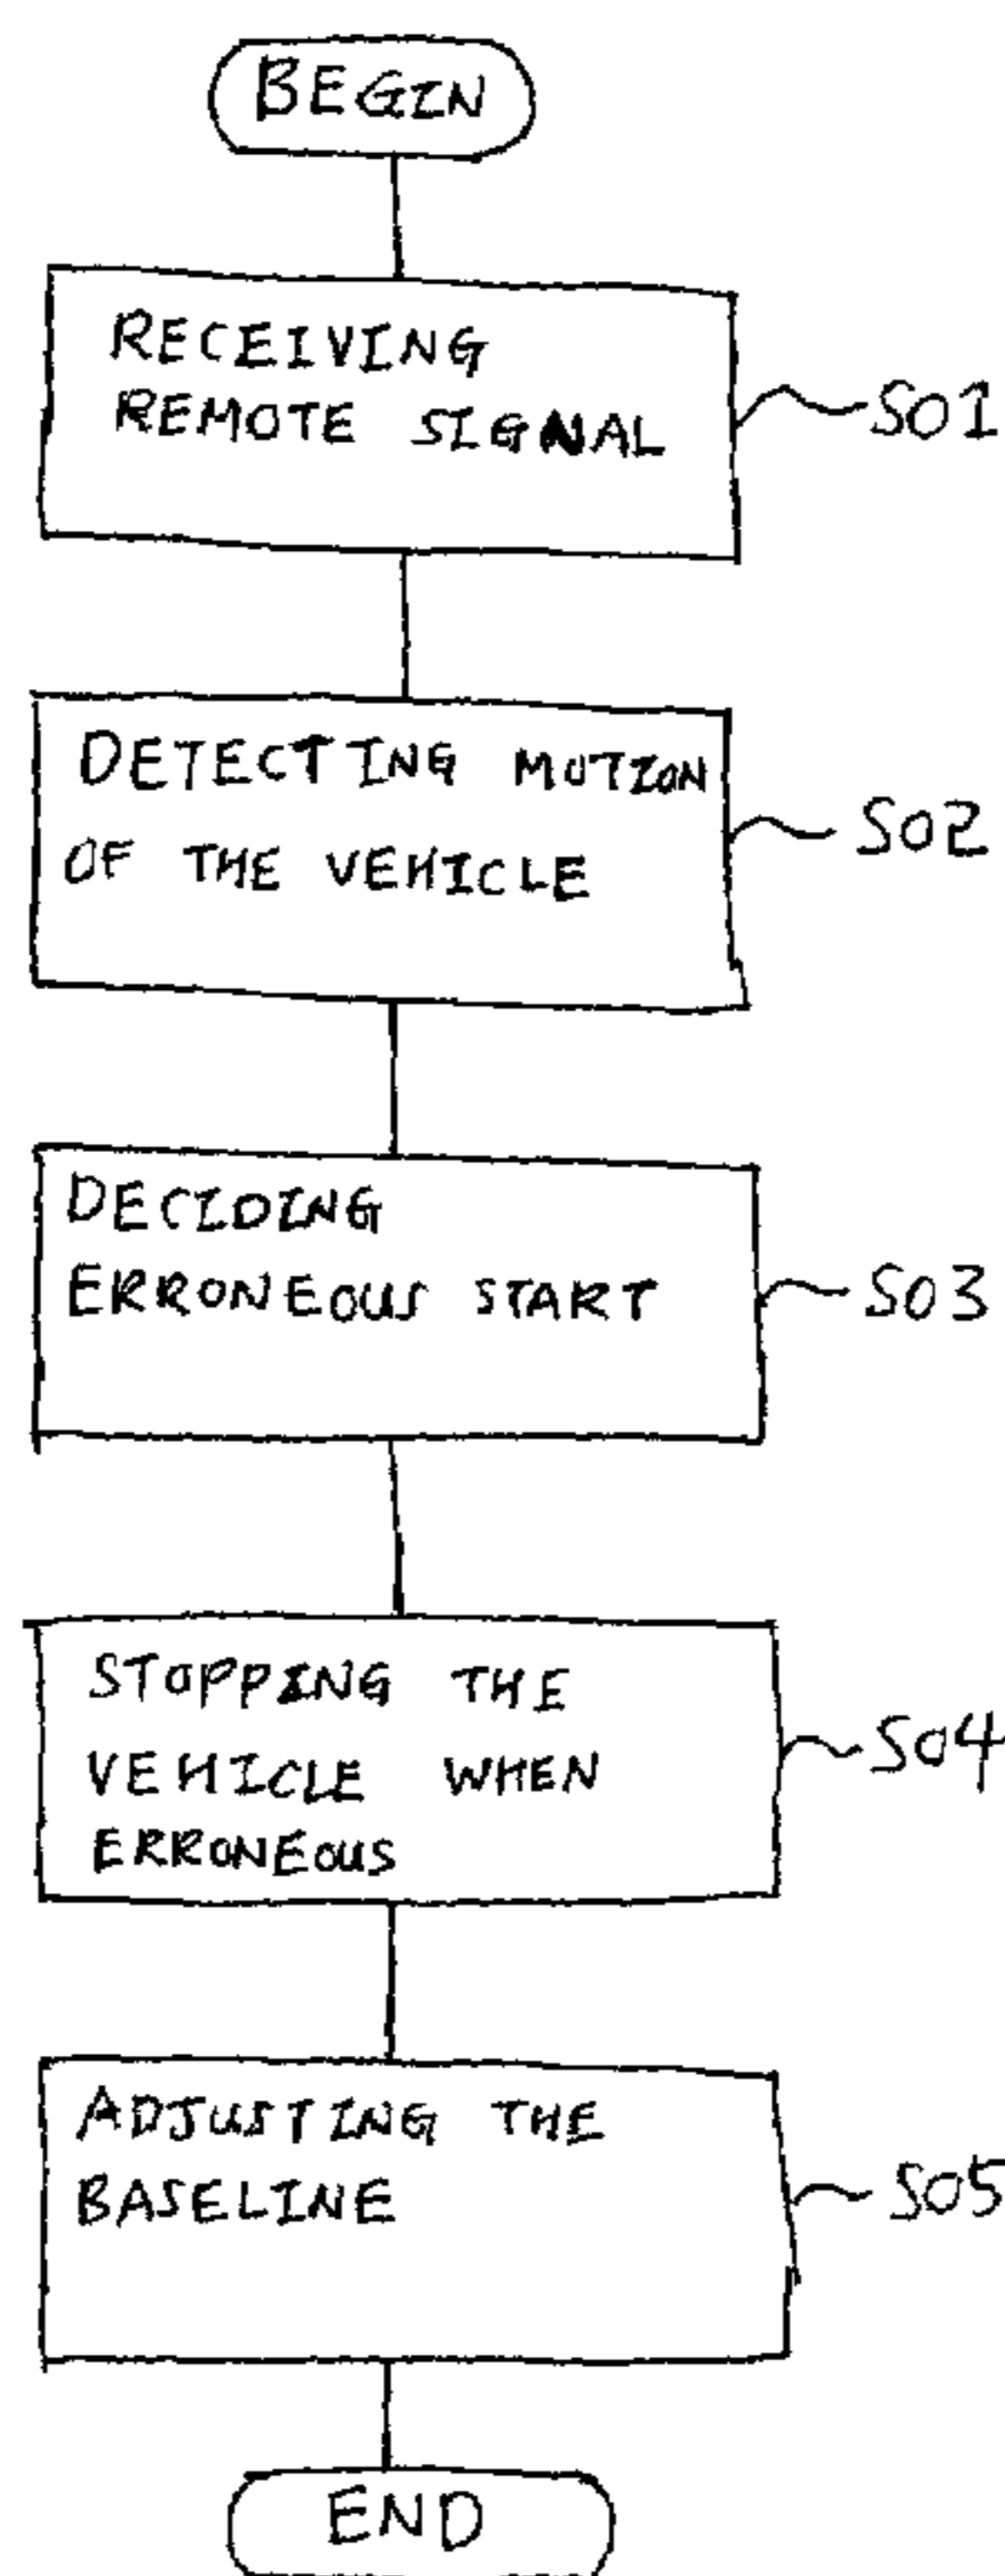 BEGIN
RECEIVING
REMOTE SIGNAL
S01
DETECTING MOTION
OF THE VEHICLE
S02
DECIDING
ERRONEOUS START
S03
STOPPING THE
VEHICLE WHEN
ERRONEOUS
S04
ADJUSTING THE
BASELINE
S05
END